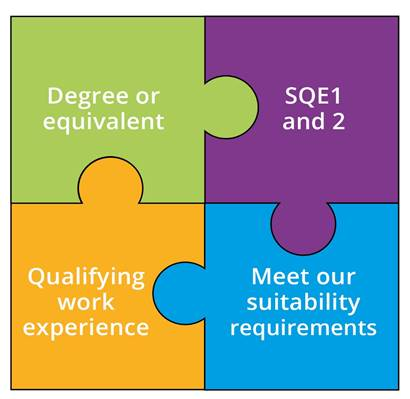 Degree or
equivalent
SQE1
and 2
Qualifying
work
experience
Meet our
suitability
requirements